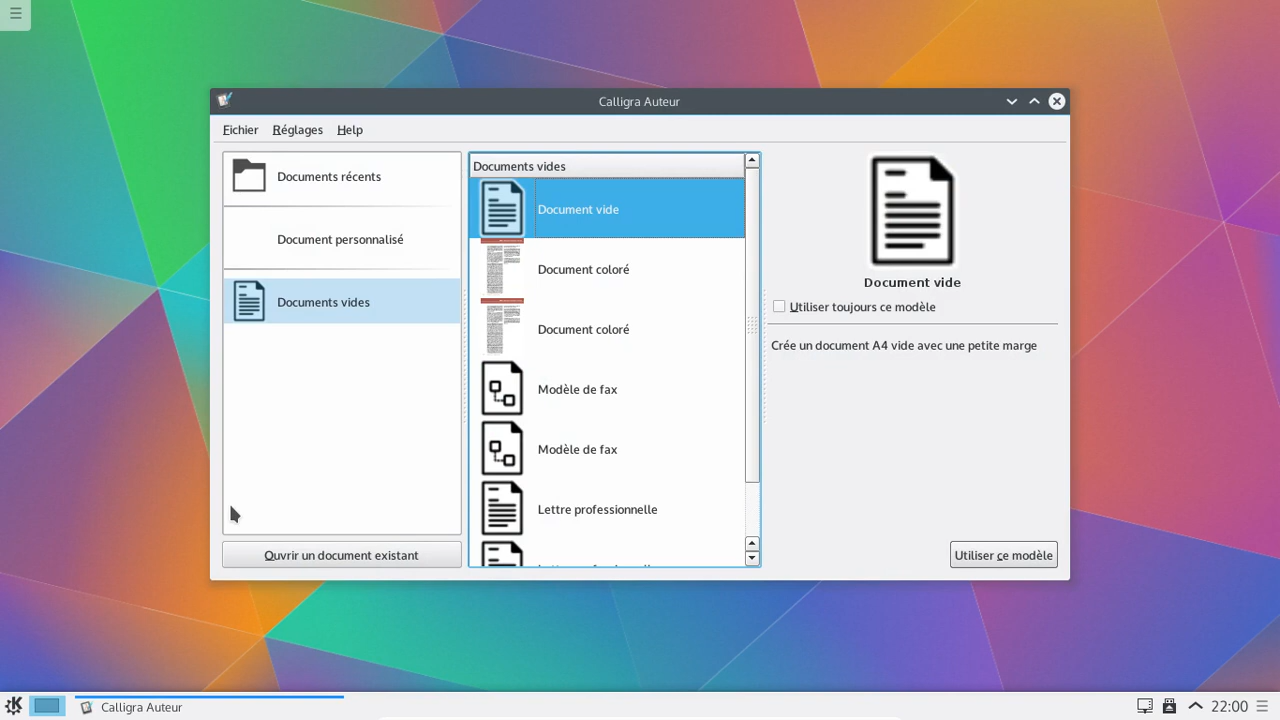 Calligra Auteur
Fichier Réglages Help
Documents récents
Document personnalisé
Documents vides
Documents vides
Document vide
Document coloré
Document coloré
Modèle de fax
Modèle de fax
Lettre professionnelle
Document vide
Utiliser toujours ce modèle
Crée un document A4 vide avec une petite marge
Ouvrir un document existant
Utiliser ce modèle
Calligra Auteur
22:00